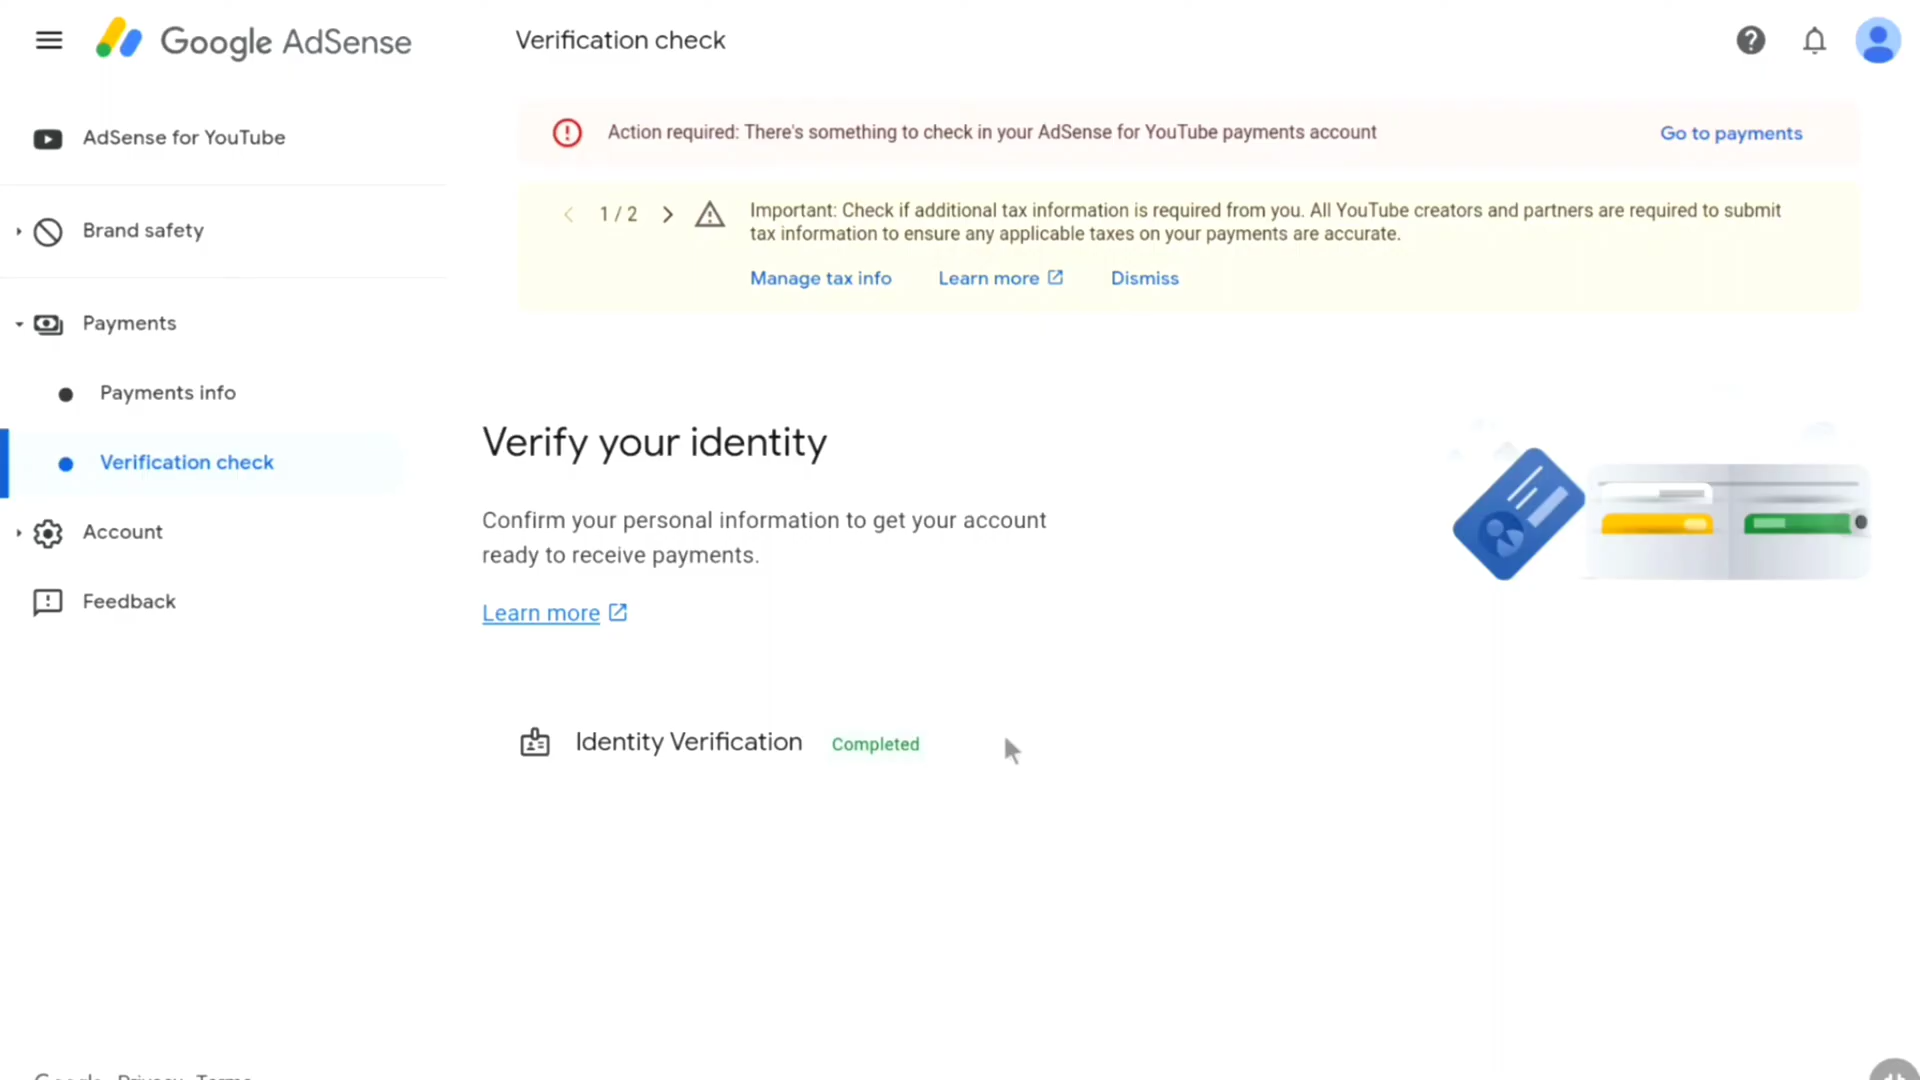 Google AdSense
Verification check
AdSense for YouTube
Action required: There's something to check in your AdSense for YouTube payments account
Go to payments
Brand safety
1 / 2
Important: Check if additional tax information is required from you. All YouTube creators and partners are required to submit
tax information to ensure any applicable taxes on your payments are accurate.
Manage tax info
Learn more
Dismiss
Payments
Payments info
Verification check
Account
Feedback
Verify your identity
Confirm your personal information to get your account
ready to receive payments.
Learn more
Identity Verification
Completed
Google Privacy Terms